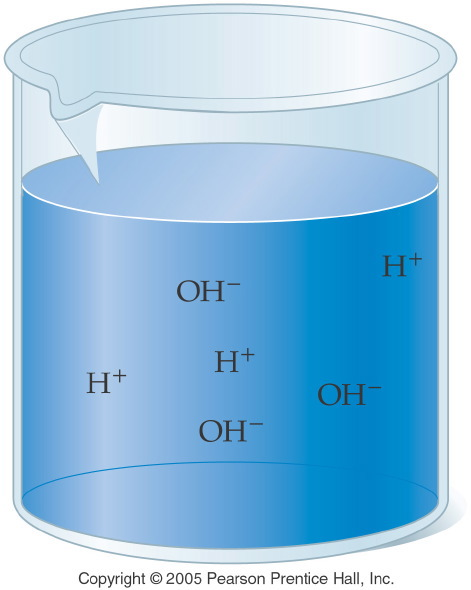 H⁺
OH⁻
H⁺
H⁺
OH⁻
OH⁻
Copyright © 2005 Pearson Prentice Hall, Inc.